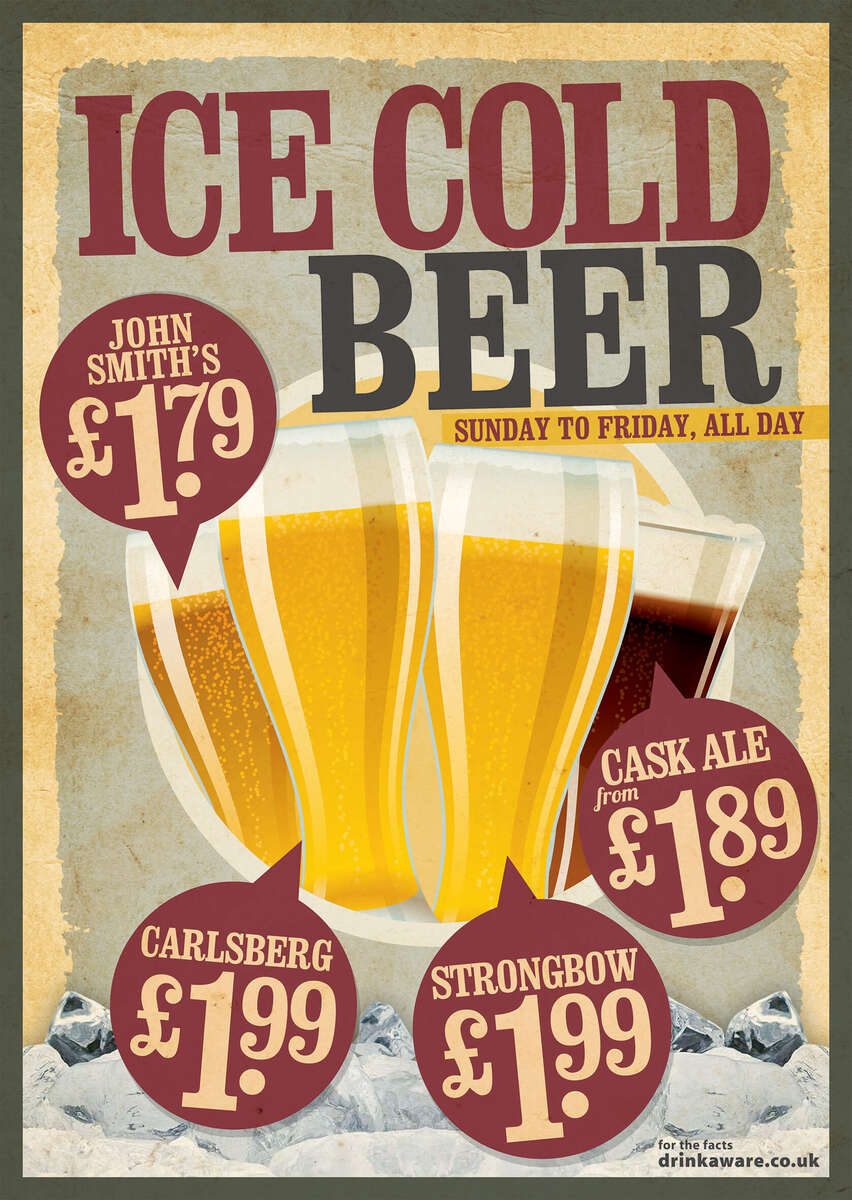 ICE COLD
BEER
SUNDAY TO FRIDAY, ALL DAY
JOHN
SMITH'S
£1.79
CASK ALE
from
£1.89
CARLSBERG
£1.99
STRONGBOW
£1.99
for the facts
drinkaware.co.uk